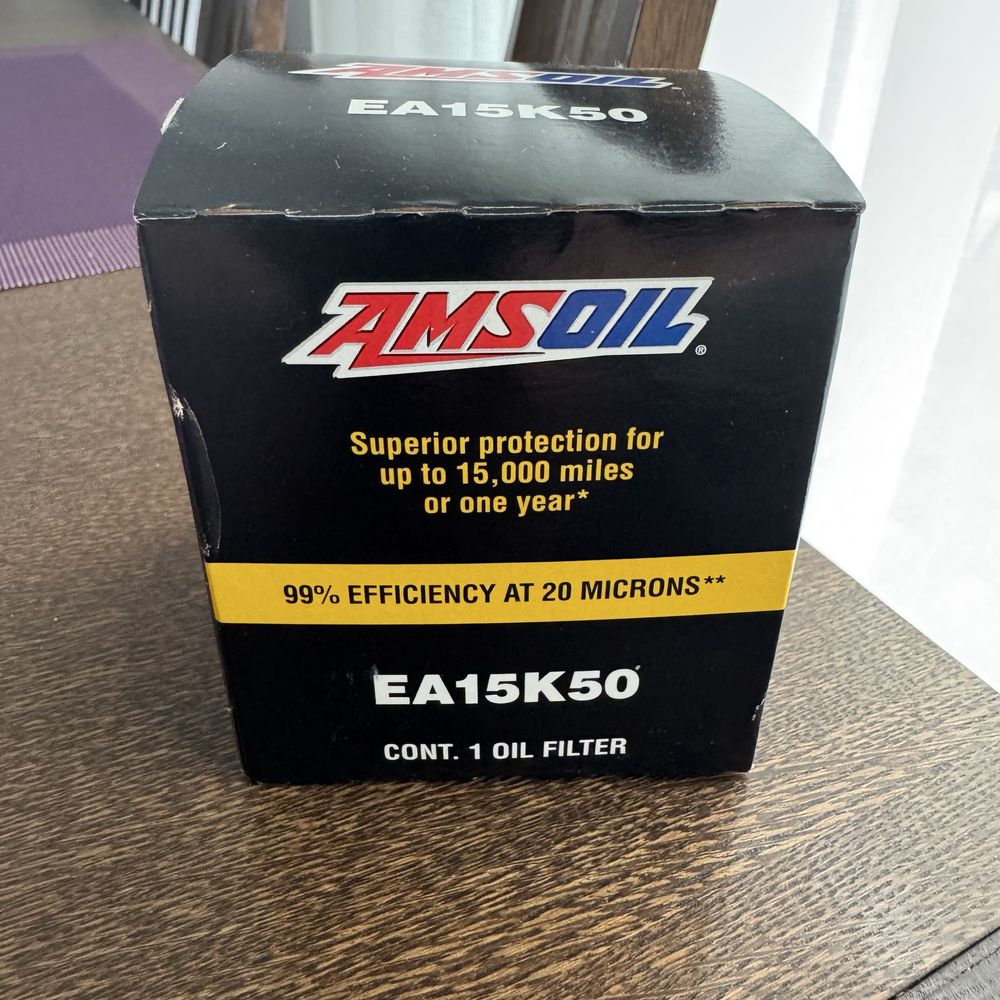 AMSOIL
EA15K50
AMSOIL®
Superior protection for
up to 15,000 miles
or one year*
99% EFFICIENCY AT 20 MICRONS**
EA15K50
CONT. 1 OIL FILTER